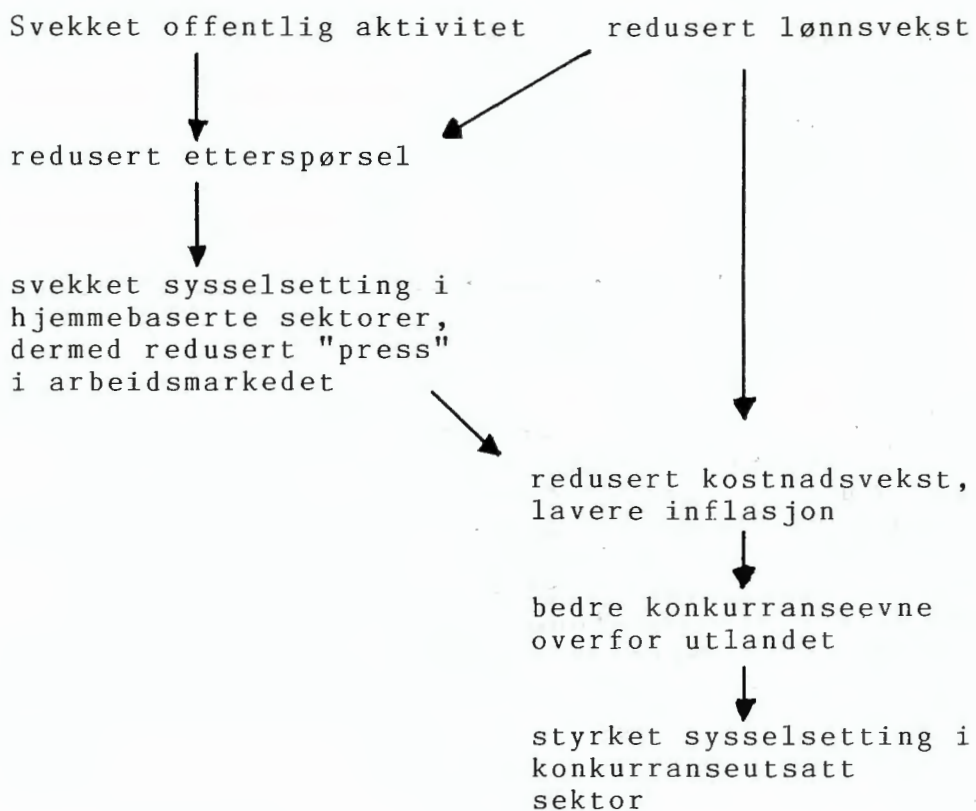 Svekket offentlig aktivitet
redusert lønnsvekst
redusert etterspørsel
svekket sysselsetting i
hjemmebaserte sektorer,
dermed redusert "press"
i arbeidsmarkedet
redusert kostnadsvekst,
lavere inflasjon
bedre konkurranseevne
overfor utlandet
styrket sysselsetting i
konkurranseutsatt
sektor